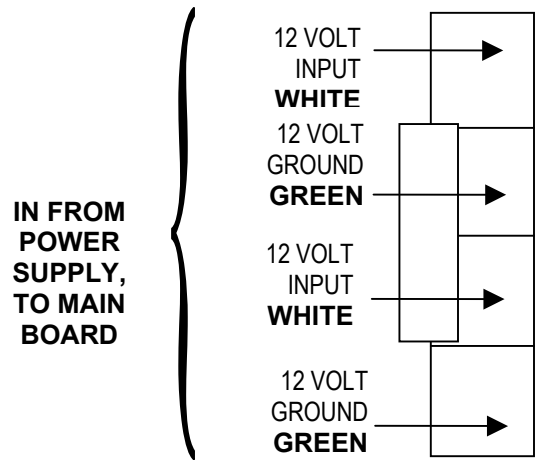 IN FROM
POWER
SUPPLY,
TO MAIN
BOARD
12 VOLT
INPUT
WHITE
12 VOLT
GROUND
GREEN
12 VOLT
INPUT
WHITE
12 VOLT
GROUND
GREEN